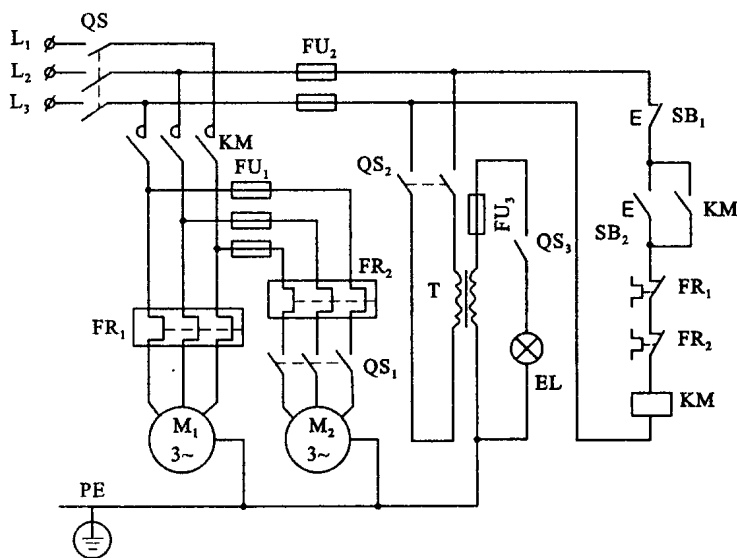 QS
L₁
L₂
L₃
FU₂
SB₁
KM
FU₁
QS₂
FU₃
QS₃
KM
SB₂
FR₂
T
FR₁
FR₁
FR₂
QS₁
EL
KM
M₁
3~
M₂
3~
PE